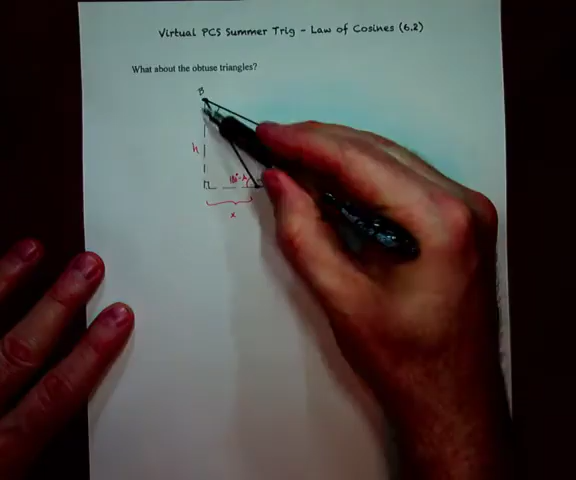 Virtual PCS Summer Trig - Law of Cosines (6.2)
What about the obtuse triangles?
B
h
180°-A
x